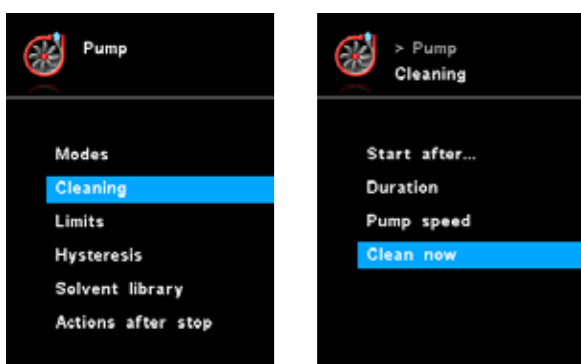 Pump
Modes
Cleaning
Limits
Hysteresis
Solvent library
Actions after stop
> Pump
Cleaning
Start after...
Duration
Pump speed
Clean now